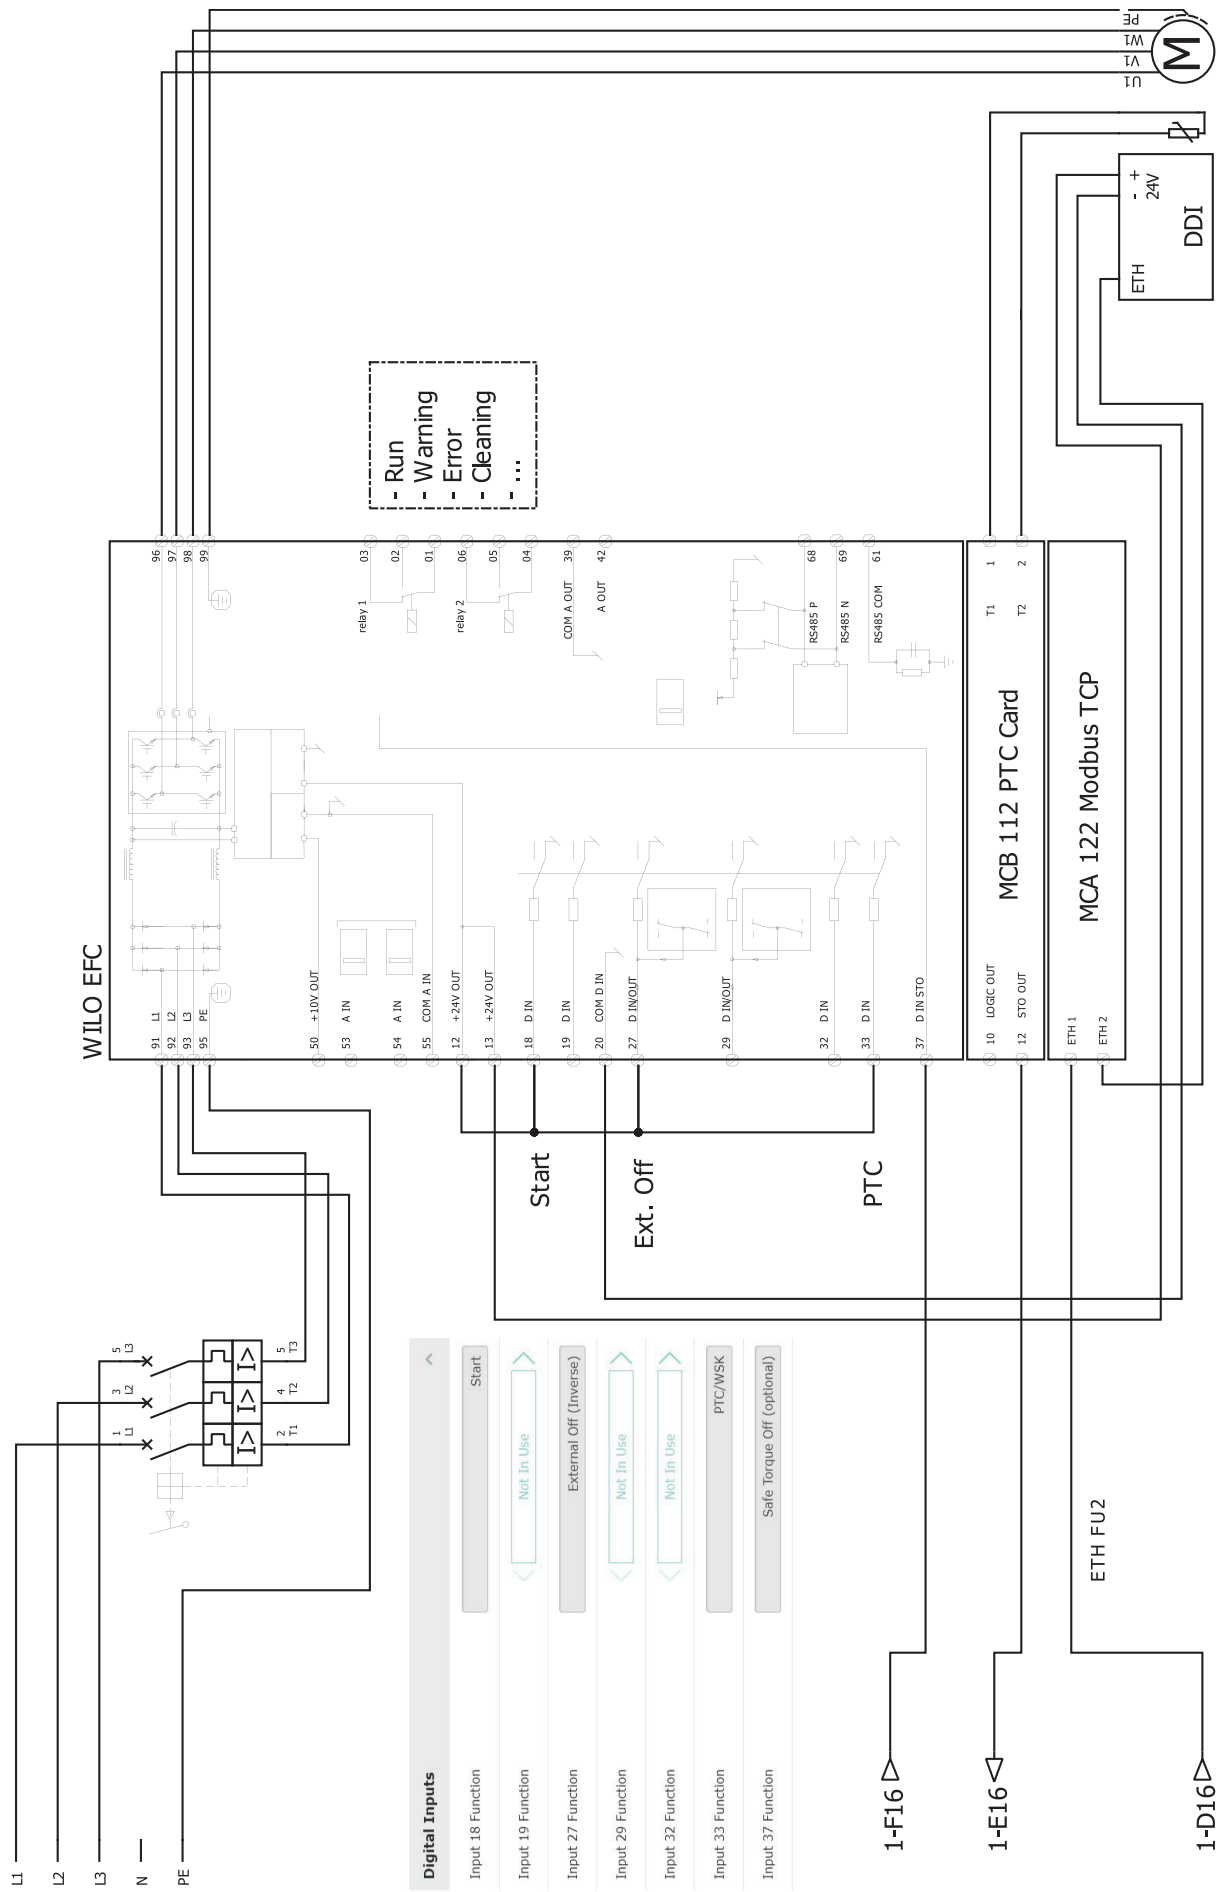 L1
L2
L3
N
PE
1 L1
3 L2
5 L3
I>
I>
I>
2 T1
4 T2
5 T3
WILO EFC
91 L1
92 L2
93 L3
95 PE
50 +10V OUT
53 A IN
54 A IN
55 COM A IN
12 +24V OUT
13 +24V OUT
18 D IN
19 D IN
20 COM D IN
27 D IN/OUT
29 D IN/OUT
32 D IN
33 D IN
37 D IN STO
96
97
98
99
relay 1
03
02
01
relay 2
06
05
04
COM A OUT 39
A OUT 42
RS485 P 68
RS485 N 69
RS485 COM 61
- Run
- Warning
- Error
- Cleaning
- ...
Start
Ext. Off
PTC
MCB 112 PTC Card
10 LOGIC OUT
12 STO OUT
T1 1
T2 2
MCA 122 Modbus TCP
ETH 1
ETH 2
PE
W1
V1
U1
M
- +
24V
ETH
DDI
Digital Inputs
Input 18 Function Start
Input 19 Function Not In Use
Input 27 Function External Off (Inverse)
Input 29 Function Not In Use
Input 32 Function Not In Use
Input 33 Function PTC/WSK
Input 37 Function Safe Torque Off (optional)
1-F16
1-E16
1-D16
ETH FU2